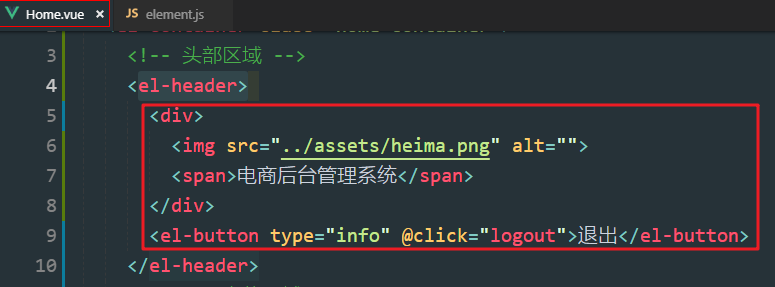 Home.vue × JS element.js
3 <!-- 头部区域 -->
4 <el-header>
5 <div>
6 <img src="../assets/heima.png" alt="">
7 <span>电商后台管理系统</span>
8 </div>
9 <el-button type="info" @click="logout">退出</el-button>
10 </el-header>